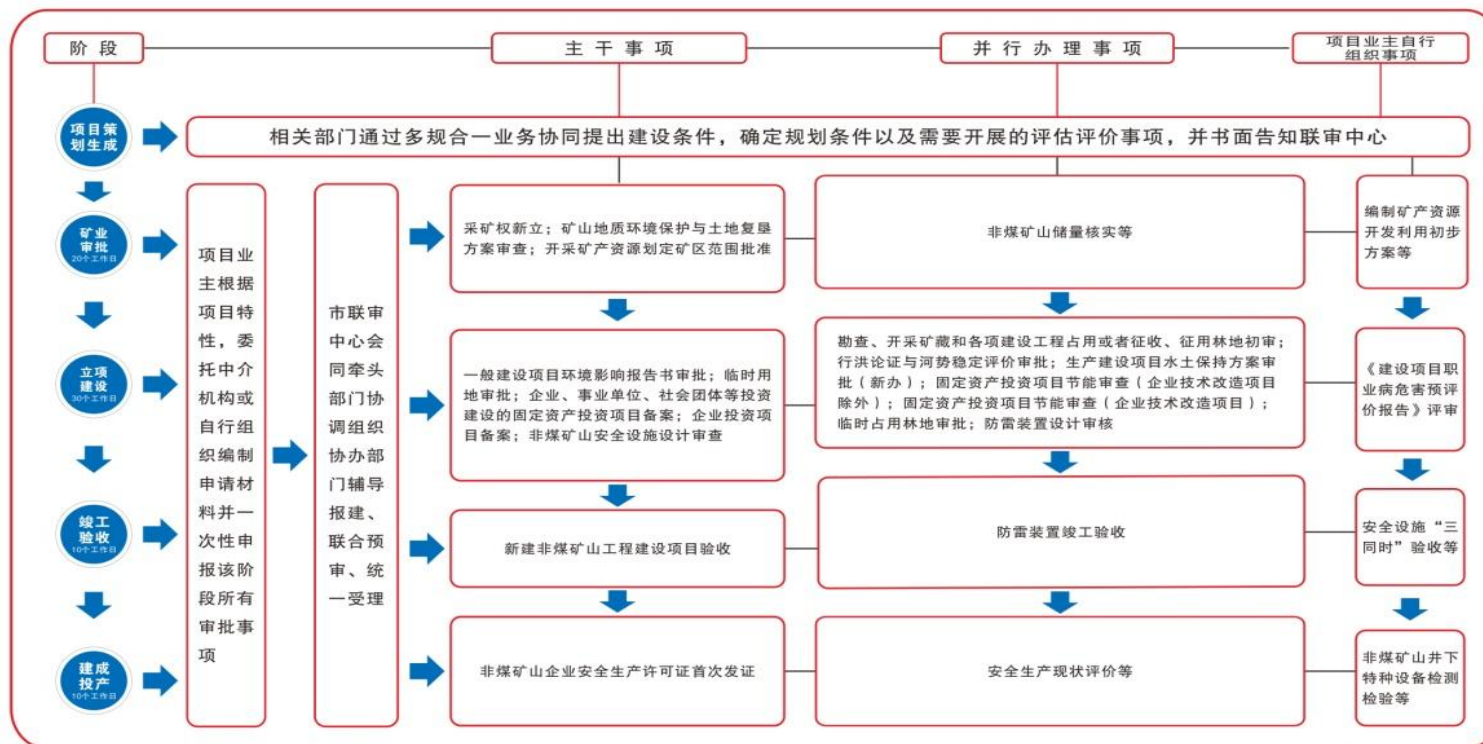 阶段
主干事项
并行办理事项
项目业主自行
组织事项
项目策
划生成
相关部门通过多规合一业务协同提出建设条件，确定规划条件以及需要开展的评估评价事项，并书面告知联审中心
矿业
审批
20个工作日
立项
建设
30个工作日
竣工
验收
10个工作日
建成
投产
10个工作日
项目业
主根据
项目特
性，委
托中介
机构或
自行组
织编制
申请材
料并一
次性申
报该阶
段所有
审批事
项
市联审
中心会
同牵头
部门协
调组织
协办部
门辅导
报建、
联合预
审、统
一受理
采矿权新立；矿山地质环境保护与土地复垦
方案审查；开采矿产资源划定矿区范围批准
非煤矿山储量核实等
编制矿产资源
开发利用初步
方案等
一般建设项目环境影响报告书审批；临时用
地审批；企业、事业单位、社会团体等投资
建设的固定资产投资项目备案；企业投资项
目备案；非煤矿山安全设施设计审查
勘查、开采矿藏和各项建设工程占用或者征收、征用林地初审；
行洪论证与河势稳定评价审批；生产建设项目水土保持方案审
批（新办）；固定资产投资项目节能审查（企业技术改造项目
除外）；固定资产投资项目节能审查（企业技术改造项目）；
临时占用林地审批；防雷装置设计审核
《建设项目职
业病危害预评
价报告》评审
新建非煤矿山工程建设项目验收
防雷装置竣工验收
安全设施“三
同时”验收等
非煤矿山企业安全生产许可证首次发证
安全生产现状评价等
非煤矿山井下
特种设备检测
检验等